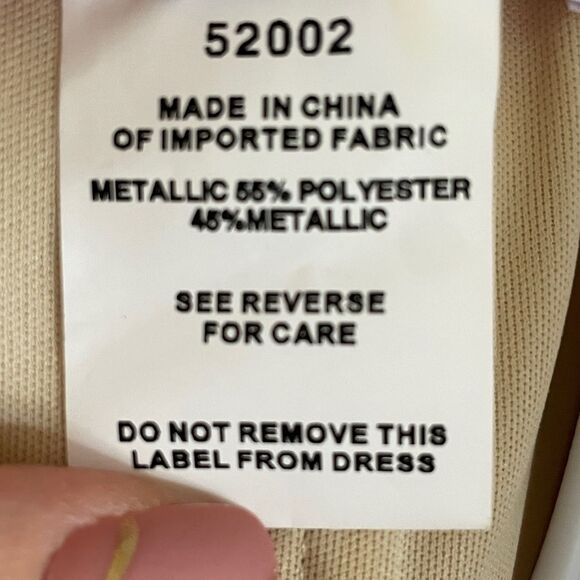 52002
MADE IN CHINA
OF IMPORTED FABRIC
METALLIC 55% POLYESTER
45%METALLIC
SEE REVERSE
FOR CARE
DO NOT REMOVE THIS
LABEL FROM DRESS